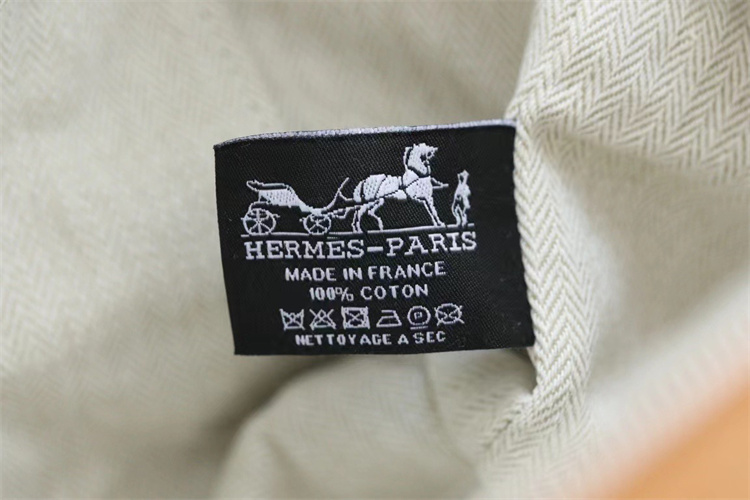 HERMES-PARIS
MADE IN FRANCE
100% COTON
P
NETTOYAGE A SEC